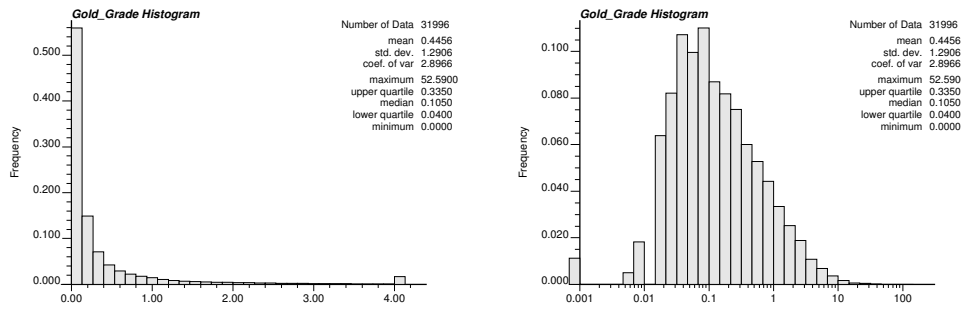 Gold_Grade Histogram
Number of Data 31996
mean 0.4456
std. dev. 1.2906
coef. of var 2.8966
maximum 52.5900
upper quartile 0.3350
median 0.1050
lower quartile 0.0400
minimum 0.0000
Frequency
0.500
0.400
0.300
0.200
0.100
0.000
0.00 1.00 2.00 3.00 4.00
Gold_Grade Histogram
Number of Data 31996
mean 0.4456
std. dev. 1.2906
coef. of var 2.8966
maximum 52.590
upper quartile 0.3350
median 0.1050
lower quartile 0.0400
minimum 0.0000
Frequency
0.100
0.080
0.060
0.040
0.020
0.000
0.001 0.01 0.1 1 10 100